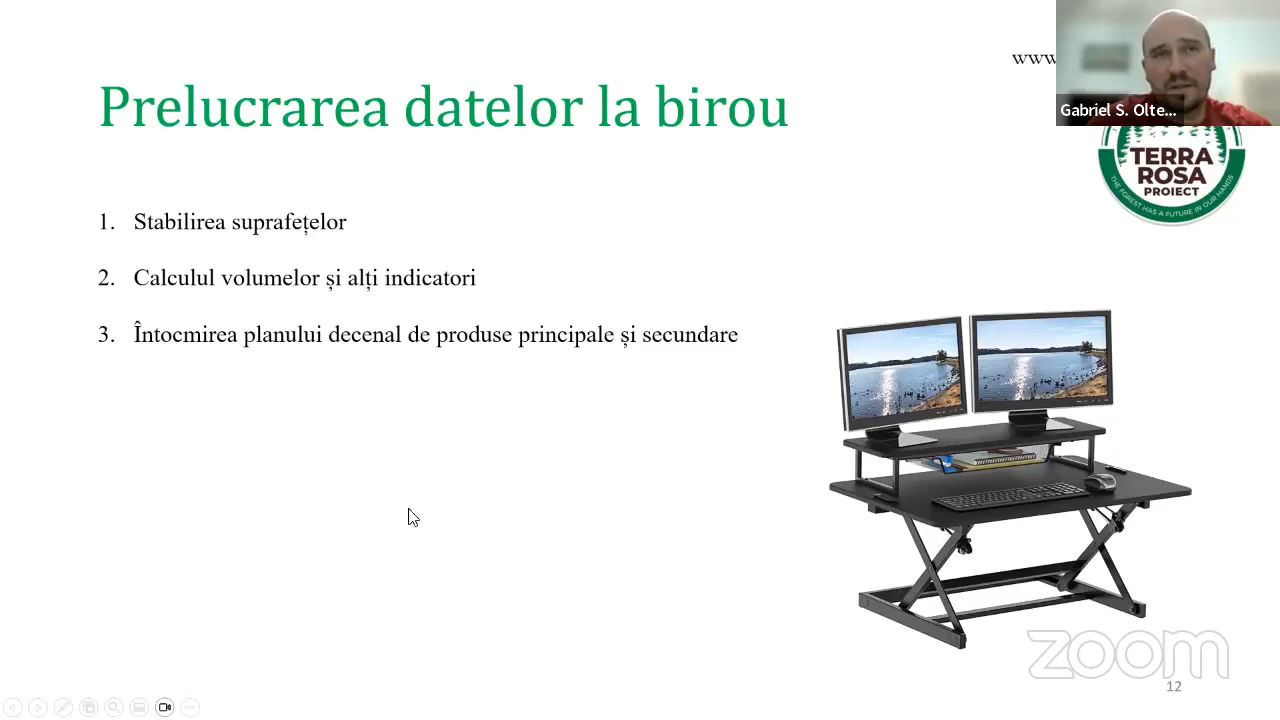 www
Prelucrarea datelor la birou
Gabriel S. Olte...
TERRA
ROSA
PROIECT
THE FOREST HAS A FUTURE IN OUR HANDS
1. Stabilirea suprafețelor
2. Calculul volumelor și alți indicatori
3. Întocmirea planului decenal de produse principale și secundare
zoom
12